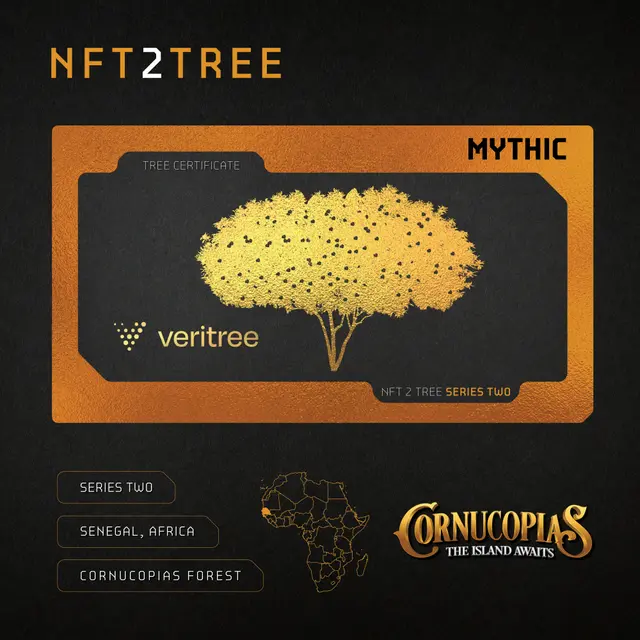 NFT2TREE
MYTHIC
TREE CERTIFICATE
veritree
NFT 2 TREE SERIES TWO
SERIES TWO
SENEGAL, AFRICA
CORNUCOPIAS FOREST
CORNUCOPIAS
THE ISLAND AWAITS